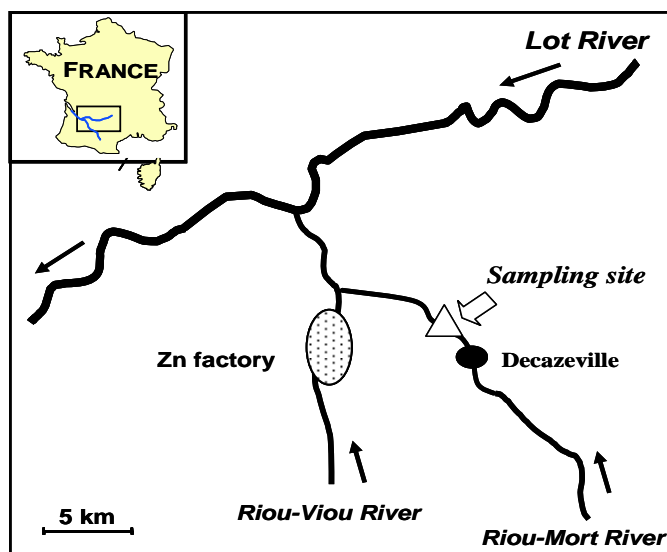 Lot River
FRANCE
Sampling site
Zn factory
Decazeville
5 km
Riou-Viou River
Riou-Mort River